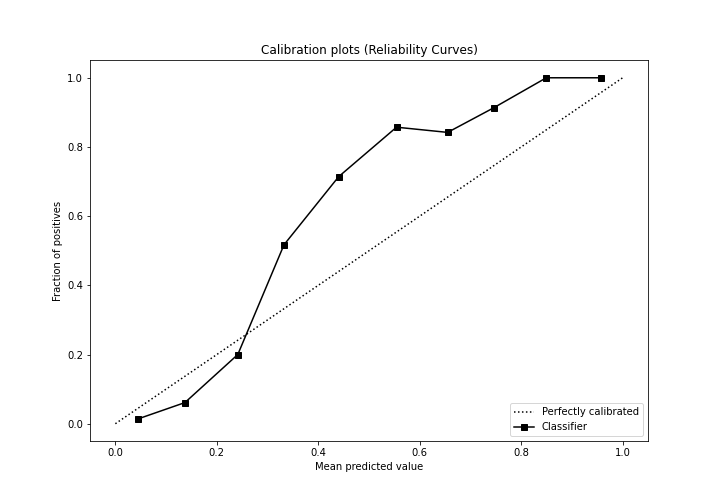 Calibration plots (Reliability Curves)
1.0
0.8
0.6
0.4
0.2
0.0
Fraction of positives
0.0 0.2 0.4 0.6 0.8 1.0
Mean predicted value
Perfectly calibrated
Classifier